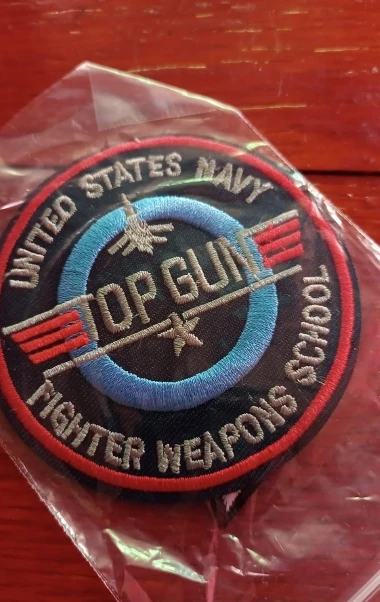 UNITED STATES NAVY
TOP GUN
FIGHTER WEAPONS SCHOOL